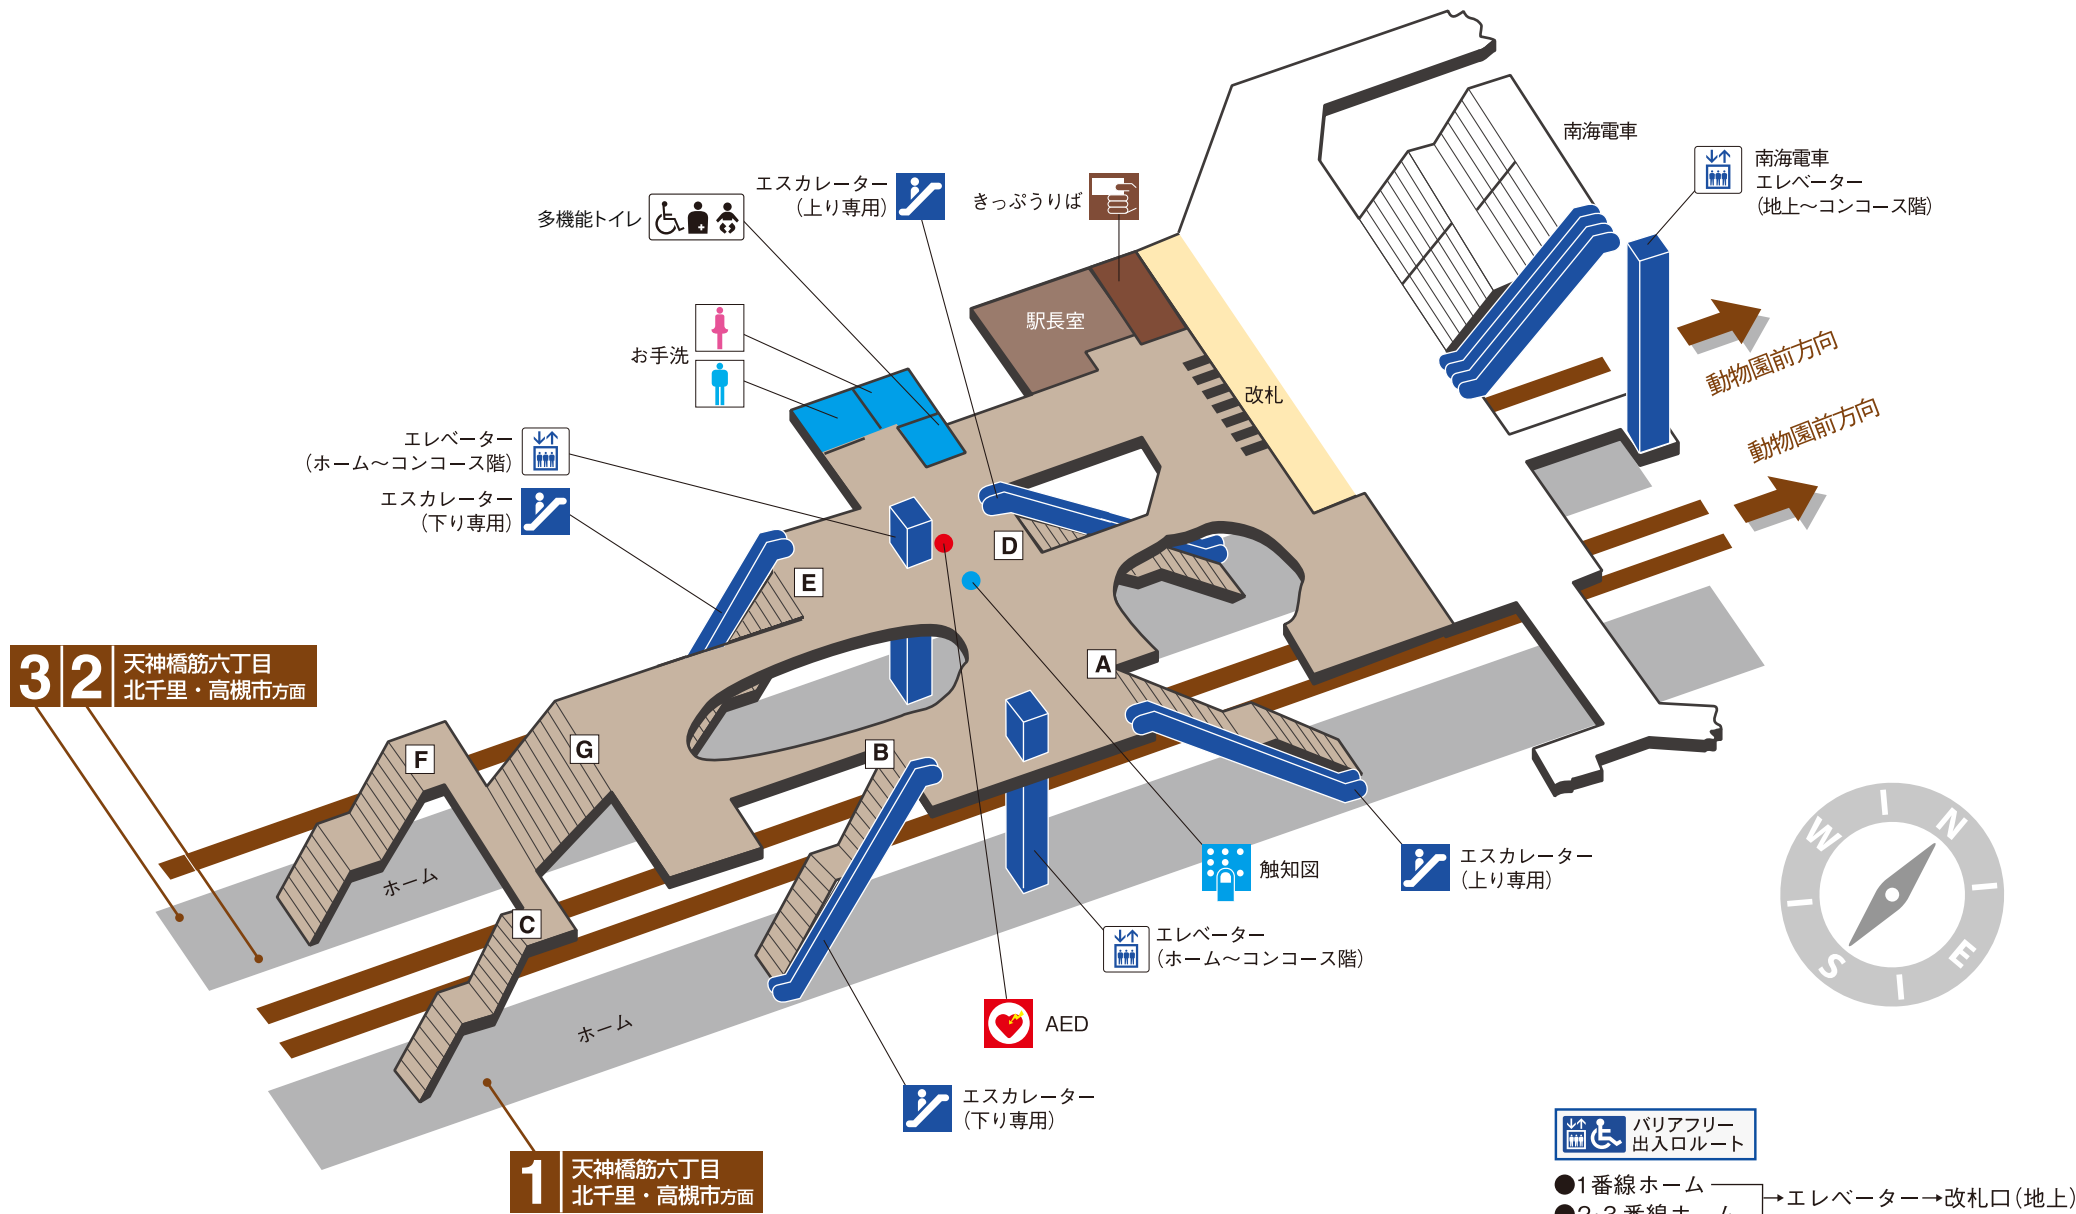 南海電車
南海電車
エレベーター
(地上～コンコース階)
エスカレーター
(上り専用)
きっぷうりば
多機能トイレ
駅長室
お手洗
改札
動物園前方向
動物園前方向
エレベーター
(ホーム～コンコース階)
エスカレーター
(下り専用)
D
E
A
3 2 天神橋筋六丁目
北千里・高槻市方面
F
G
B
C
ホーム
ホーム
触知図
エスカレーター
(上り専用)
エレベーター
(ホーム～コンコース階)
AED
エスカレーター
(下り専用)
1 天神橋筋六丁目
北千里・高槻市方面
W
N
S
E
バリアフリー
出入口ルート
●1番線ホーム
→エレベーター→改札口(地上)
●2・3番線ホーム